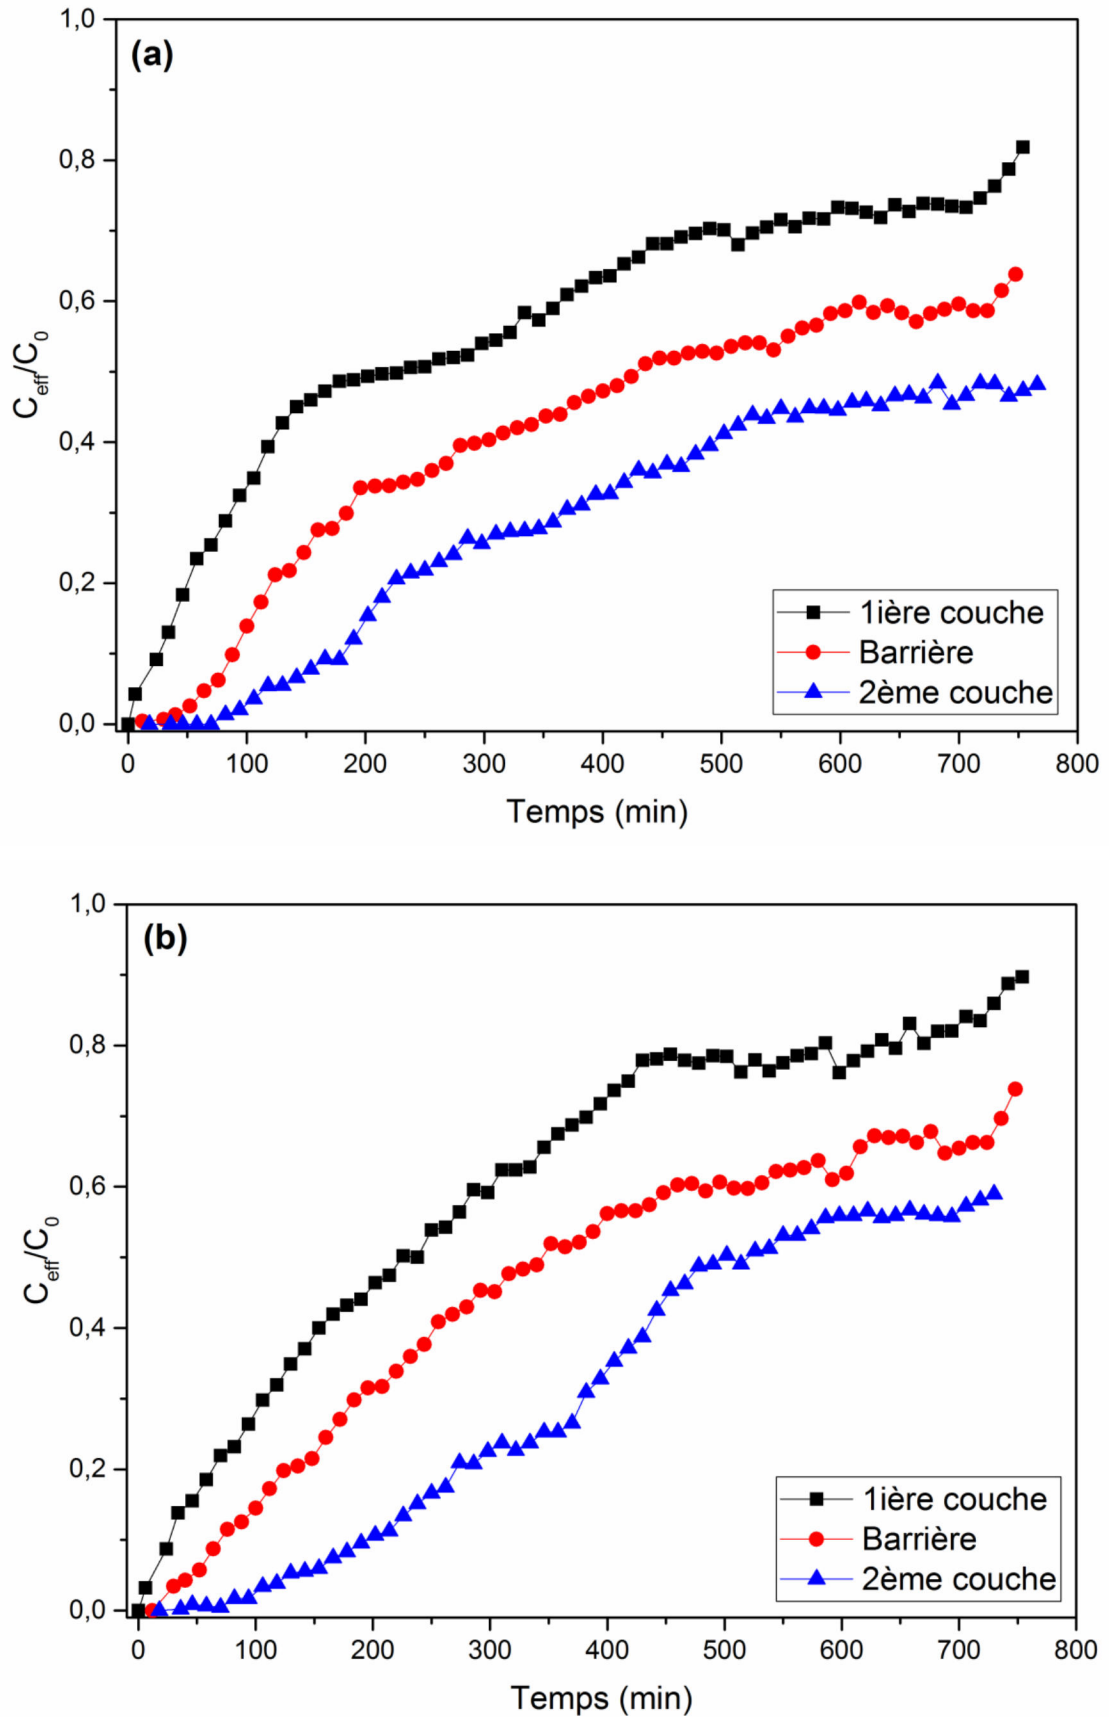 (a)
1,0
0,8
0,6
0,4
0,2
0,0
C_eff/C_0
0 100 200 300 400 500 600 700 800
Temps (min)
1ière couche
Barrière
2ème couche
(b)
1,0
0,8
0,6
0,4
0,2
0,0
C_eff/C_0
0 100 200 300 400 500 600 700 800
Temps (min)
1ière couche
Barrière
2ème couche